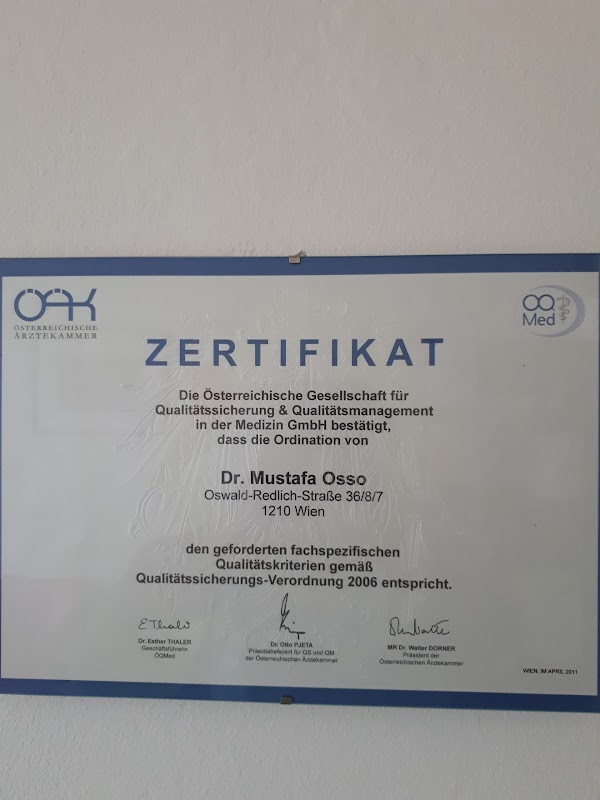 ÖÄK
ÖSTERREICHISCHE
ÄRZTEKAMMER
ÖQ
Med
ZERTIFIKAT
Die Österreichische Gesellschaft für
Qualitätssicherung & Qualitätsmanagement
in der Medizin GmbH bestätigt,
dass die Ordination von
Dr. Mustafa Osso
Oswald-Redlich-Straße 36/8/7
1210 Wien
den geforderten fachspezifischen
Qualitätskriterien gemäß
Qualitätssicherungs-Verordnung 2006 entspricht.
E Thaler
Dr. Esther THALER
Geschäftsführerin
ÖQMed
Dr. Otto PJETA
Präsidialreferent für QS und QM
der Österreichischen Ärztekammer
MR Dr. Walter DORNER
Präsident der
Österreichischen Ärztekammer
WIEN, IM APRIL 2011